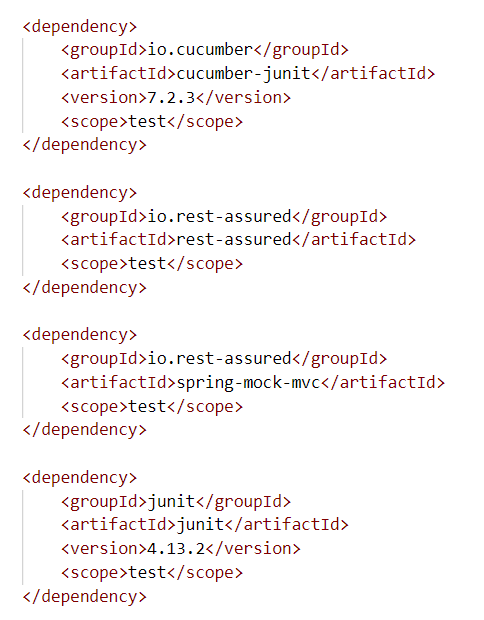 <dependency>
    <groupId>io.cucumber</groupId>
    <artifactId>cucumber-junit</artifactId>
    <version>7.2.3</version>
    <scope>test</scope>
</dependency>

<dependency>
    <groupId>io.rest-assured</groupId>
    <artifactId>rest-assured</artifactId>
    <scope>test</scope>
</dependency>

<dependency>
    <groupId>io.rest-assured</groupId>
    <artifactId>spring-mock-mvc</artifactId>
    <scope>test</scope>
</dependency>

<dependency>
    <groupId>junit</groupId>
    <artifactId>junit</artifactId>
    <version>4.13.2</version>
    <scope>test</scope>
</dependency>